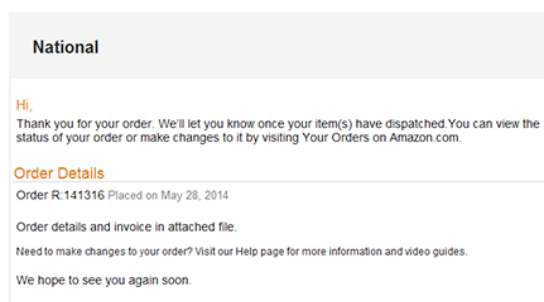 National
Hi,
Thank you for your order. We'll let you know once your item(s) have dispatched.You can view the
status of your order or make changes to it by visiting Your Orders on Amazon.com.
Order Details
Order R:141316 Placed on May 28, 2014
Order details and invoice in attached file.
Need to make changes to your order? Visit our Help page for more information and video guides.
We hope to see you again soon.